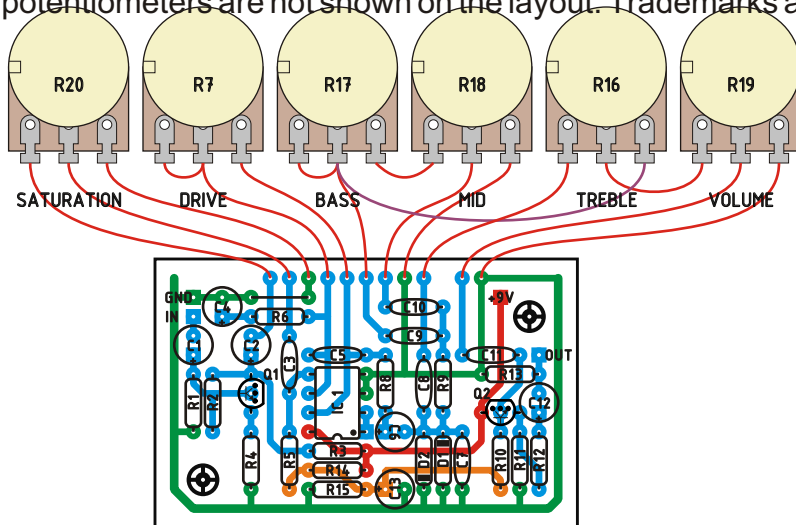 potentiometers are not shown on the layout. Trademarks a
R20 R7 R17 R18 R16 R19
SATURATION DRIVE BASS MID TREBLE VOLUME
GND C4 C10 +9V
IN R6
C1 C2 C3 C5 C9 C11 OUT
Q1 R8 C8 R9 R13
R1 R2 IC1 Q2 C12
C6
R4 R5 R3 D2 D1 C7 R10 R11 R12
R14
R15 C13